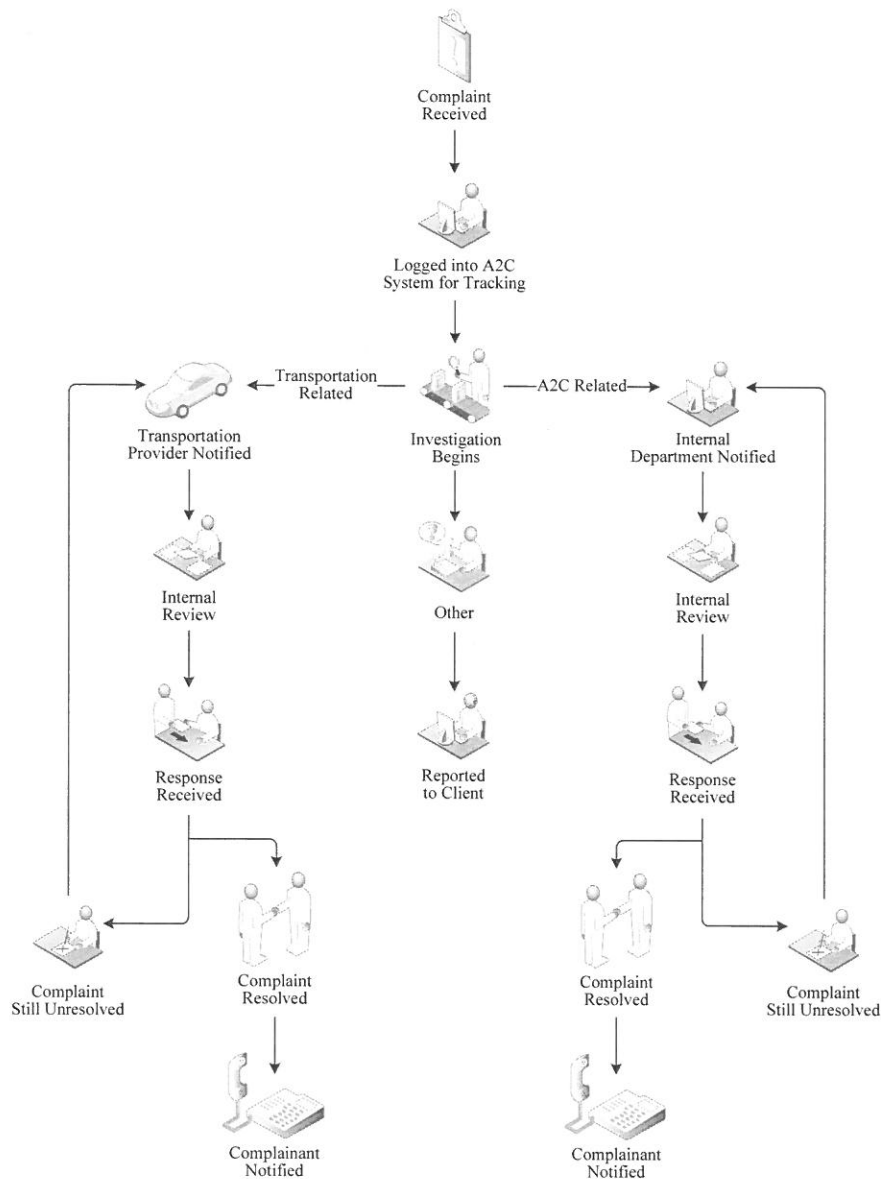 Complaint
Received
Logged into A2C
System for Tracking
Transportation
Related
A2C Related
Transportation
Provider Notified
Investigation
Begins
Internal
Department Notified
Internal
Review
Other
Internal
Review
Response
Received
Reported
to Client
Response
Received
Complaint
Still Unresolved
Complaint
Resolved
Complaint
Resolved
Complaint
Still Unresolved
Complainant
Notified
Complainant
Notified